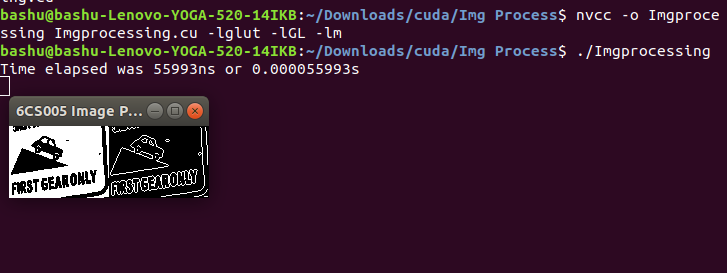 bashu@bashu-Lenovo-YOGA-520-14IKB:~/Downloads/cuda/Img Process$ nvcc -o Imgproce
ssing Imgprocessing.cu -lglut -lGL -lm
bashu@bashu-Lenovo-YOGA-520-14IKB:~/Downloads/cuda/Img Process$ ./Imgprocessing
Time elapsed was 55993ns or 0.000055993s
6CS005 Image P...
FIRST GEAR ONLY FIRST GEAR ONLY